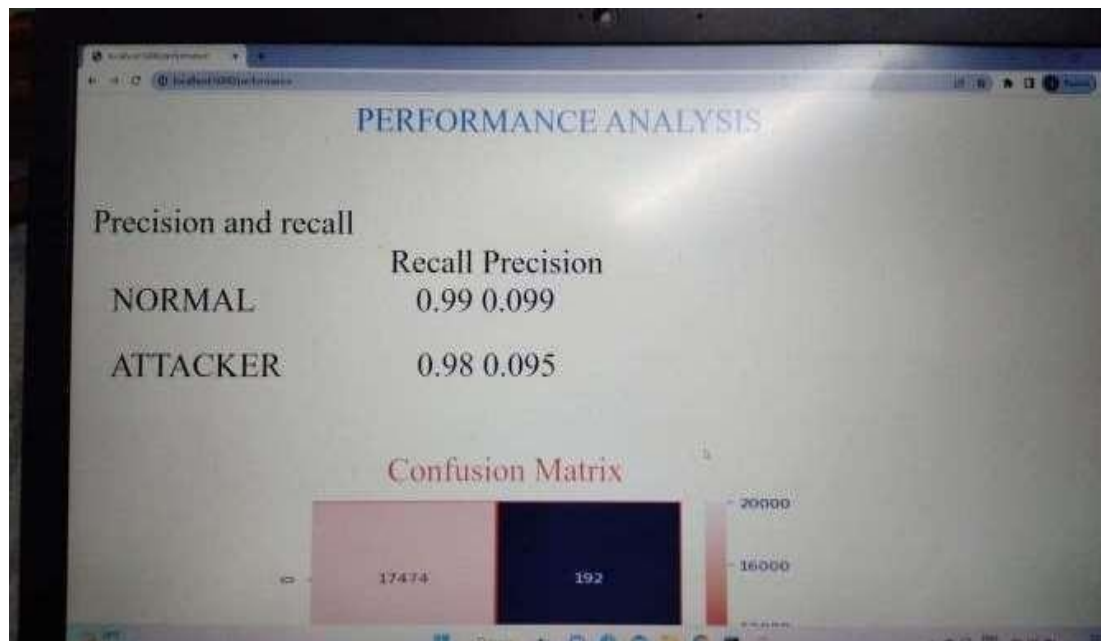 PERFORMANCE ANALYSIS
Precision and recall
Recall Precision
NORMAL 0.99 0.099
ATTACKER 0.98 0.095
Confusion Matrix
20000
16000
0 17474 192